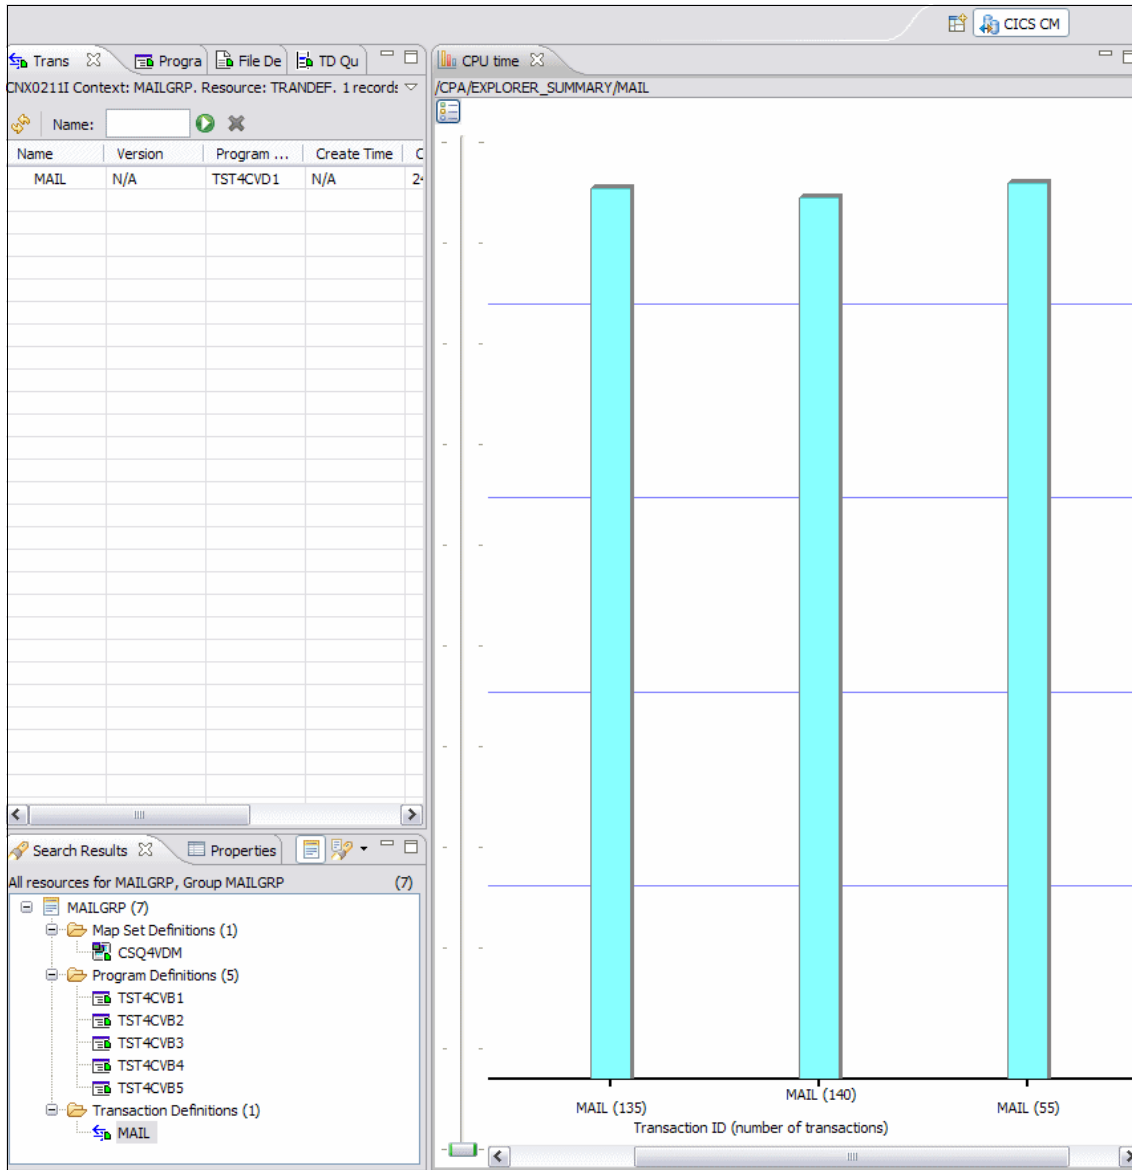 CICS CM
Trans Progra File De TD Qu
CNX0211I Context: MAILGRP. Resource: TRANDEF. 1 records
Name:
Name Version Program ... Create Time C
MAIL N/A TST4CVD1 N/A 24
CPU time
/CPA/EXPLORER_SUMMARY/MAIL
MAIL (135)
MAIL (140)
MAIL (55)
Transaction ID (number of transactions)
Search Results Properties
All resources for MAILGRP, Group MAILGRP (7)
MAILGRP (7)
Map Set Definitions (1)
CSQ4VDM
Program Definitions (5)
TST4CVB1
TST4CVB2
TST4CVB3
TST4CVB4
TST4CVB5
Transaction Definitions (1)
MAIL